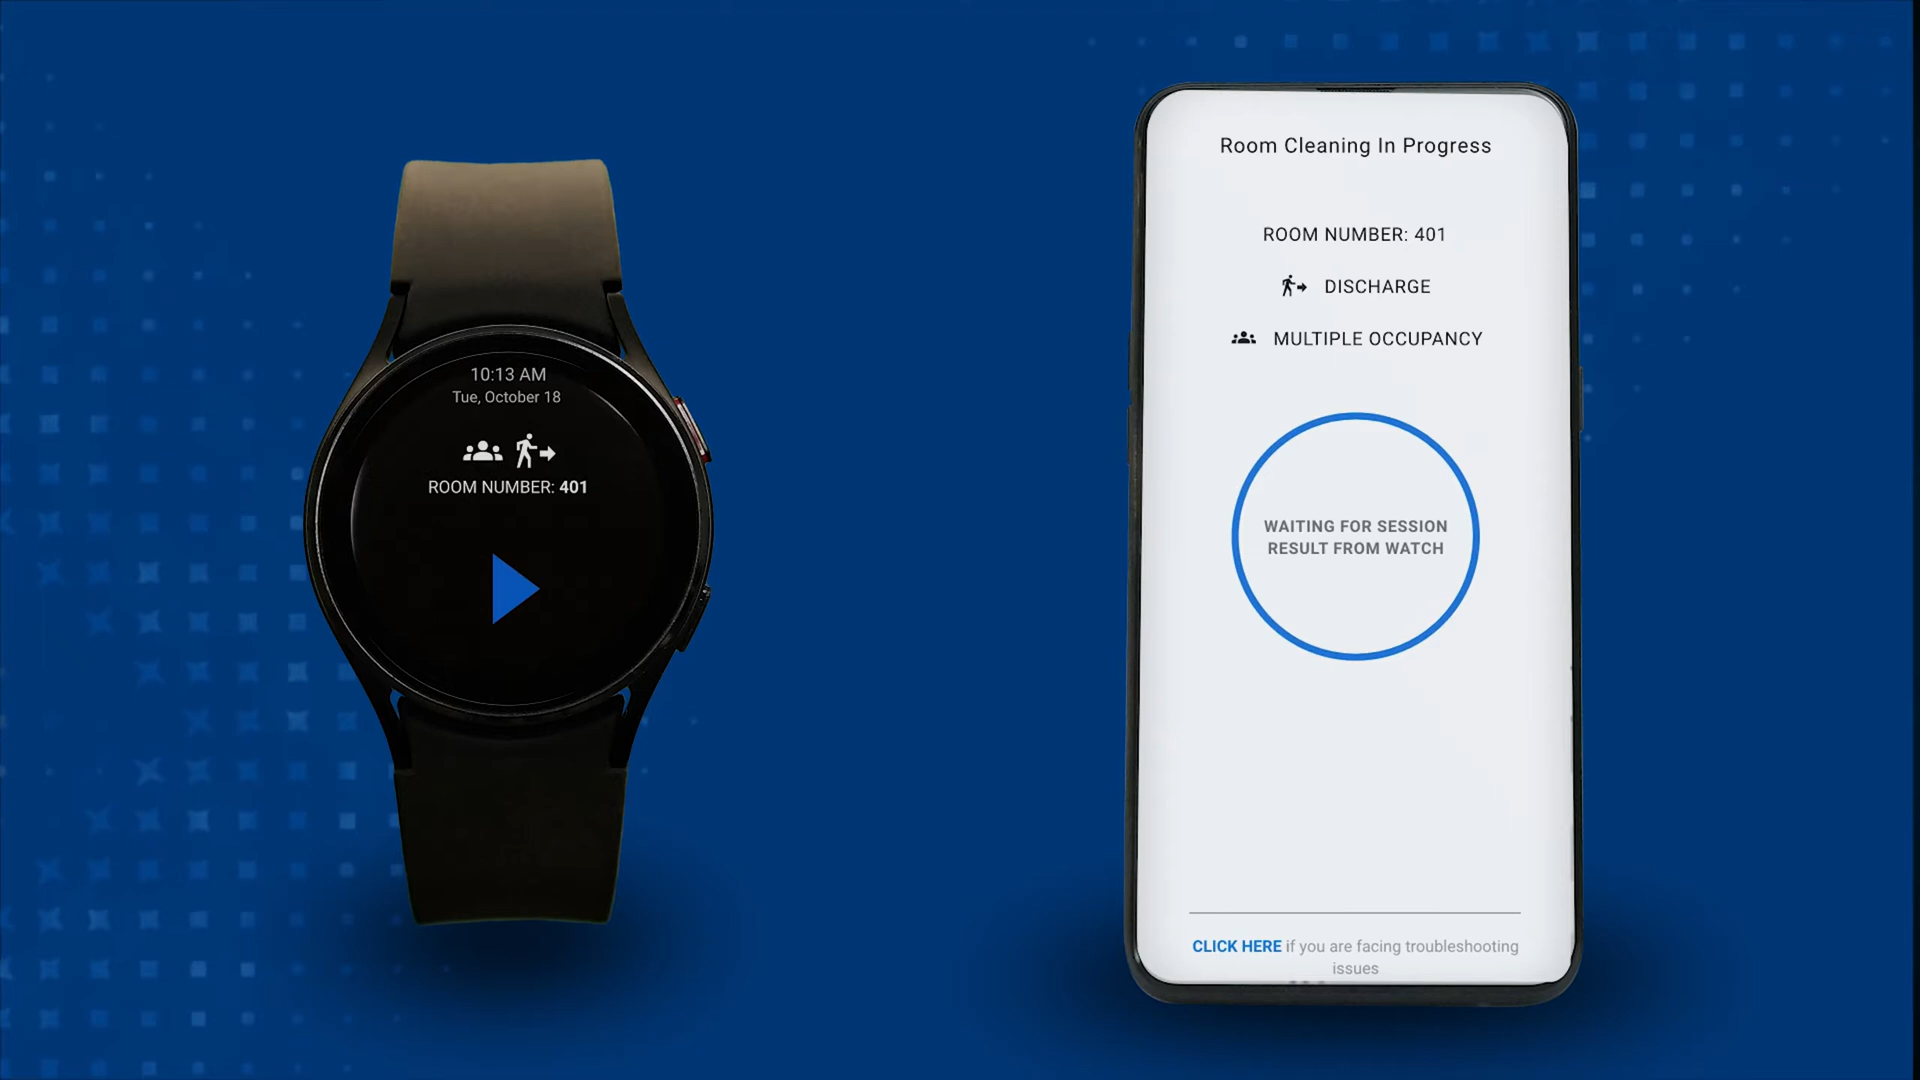 10:13 AM
Tue, October 18
ROOM NUMBER: 401
Room Cleaning In Progress
ROOM NUMBER: 401
DISCHARGE
MULTIPLE OCCUPANCY
WAITING FOR SESSION
RESULT FROM WATCH
CLICK HERE if you are facing troubleshooting
issues